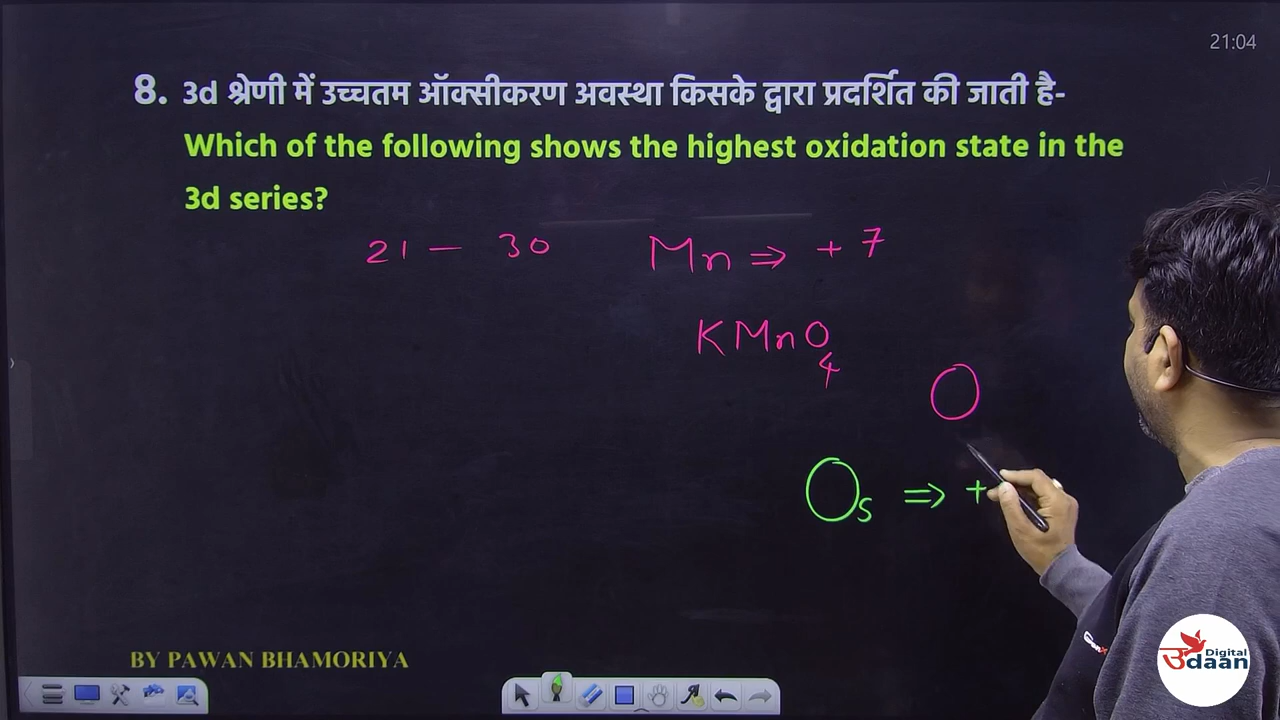 21:04
8. 3d श्रेणी में उच्चतम ऑक्सीकरण अवस्था किसके द्वारा प्रदर्शित की जाती है-
Which of the following shows the highest oxidation state in the
3d series?
21 — 30 Mn ⇒ + 7
KMnO4
O
Os ⇒ +
BY PAWAN BHAMORIYA
Digital
उdaan